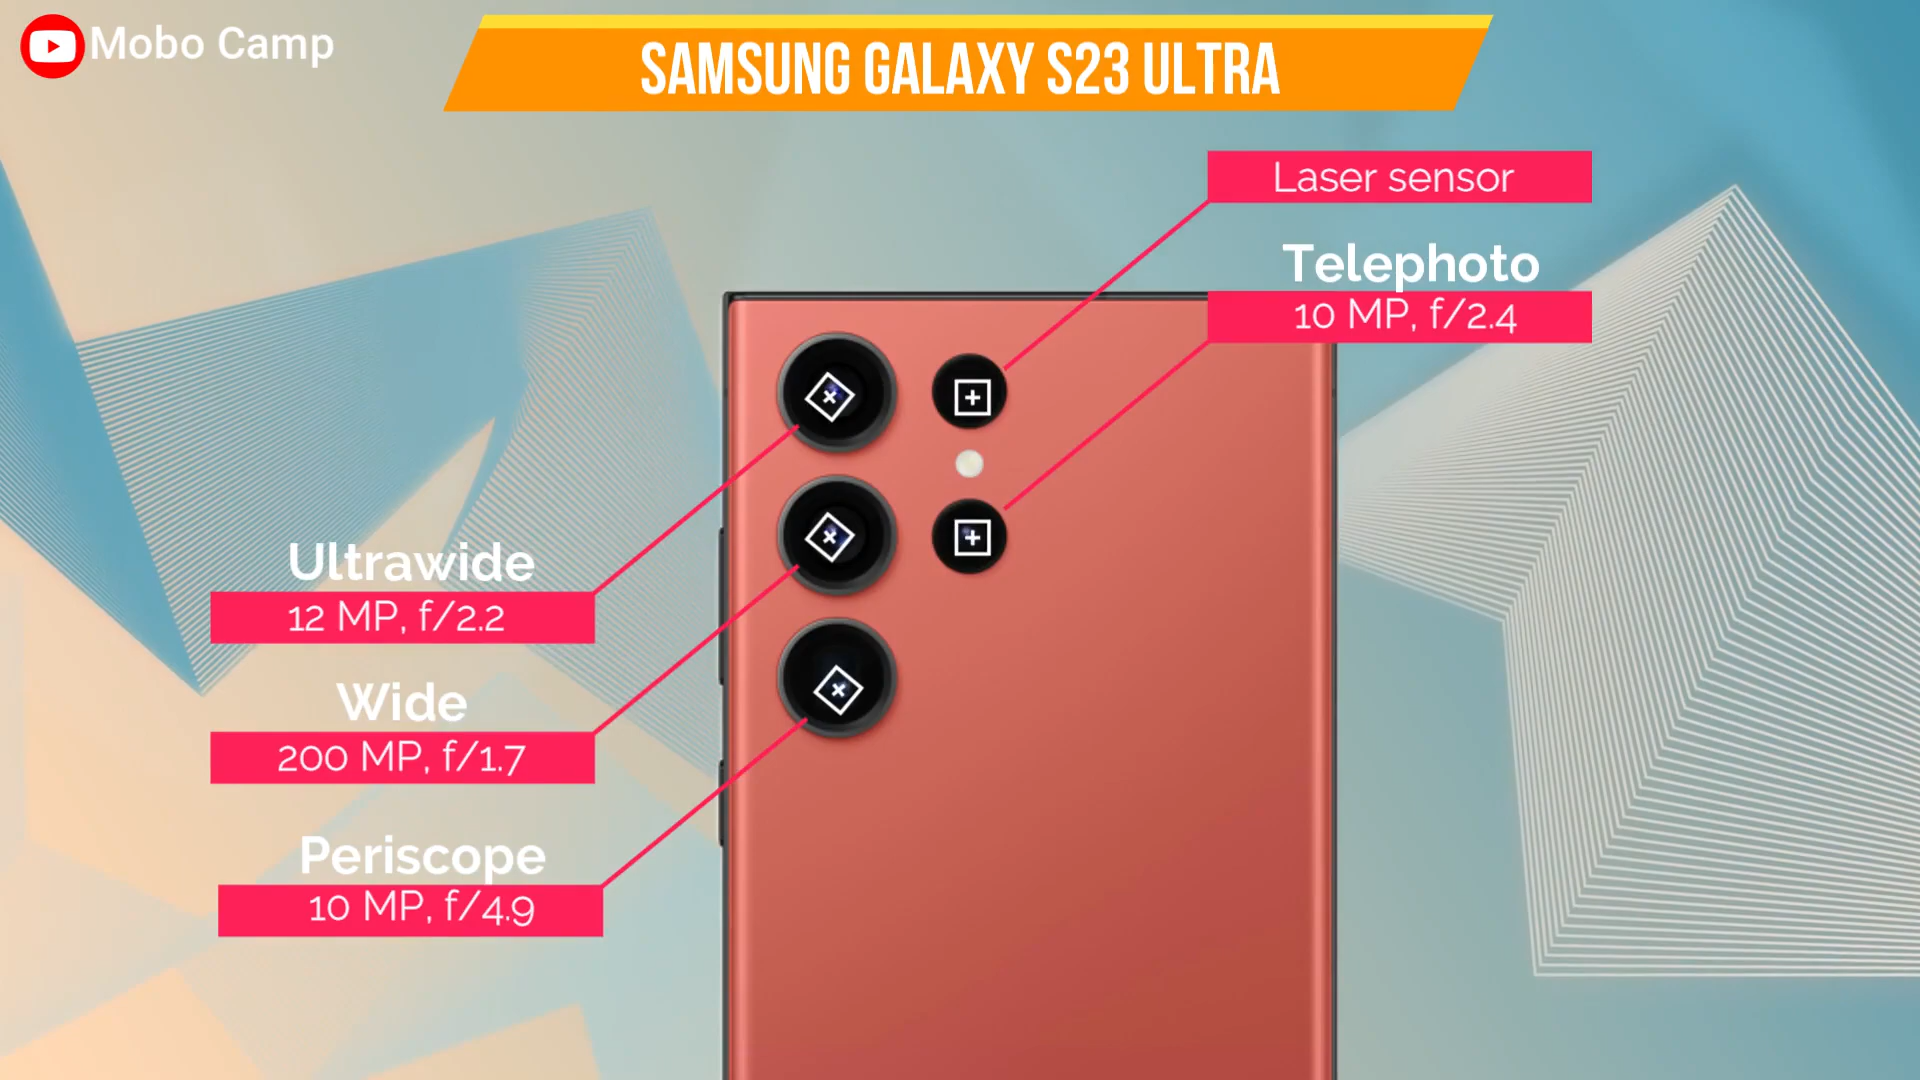 Mobo Camp
SAMSUNG GALAXY S23 ULTRA
Laser sensor
Telephoto
10 MP, f/2.4
Ultrawide
12 MP, f/2.2
Wide
200 MP, f/1.7
Periscope
10 MP, f/4.9